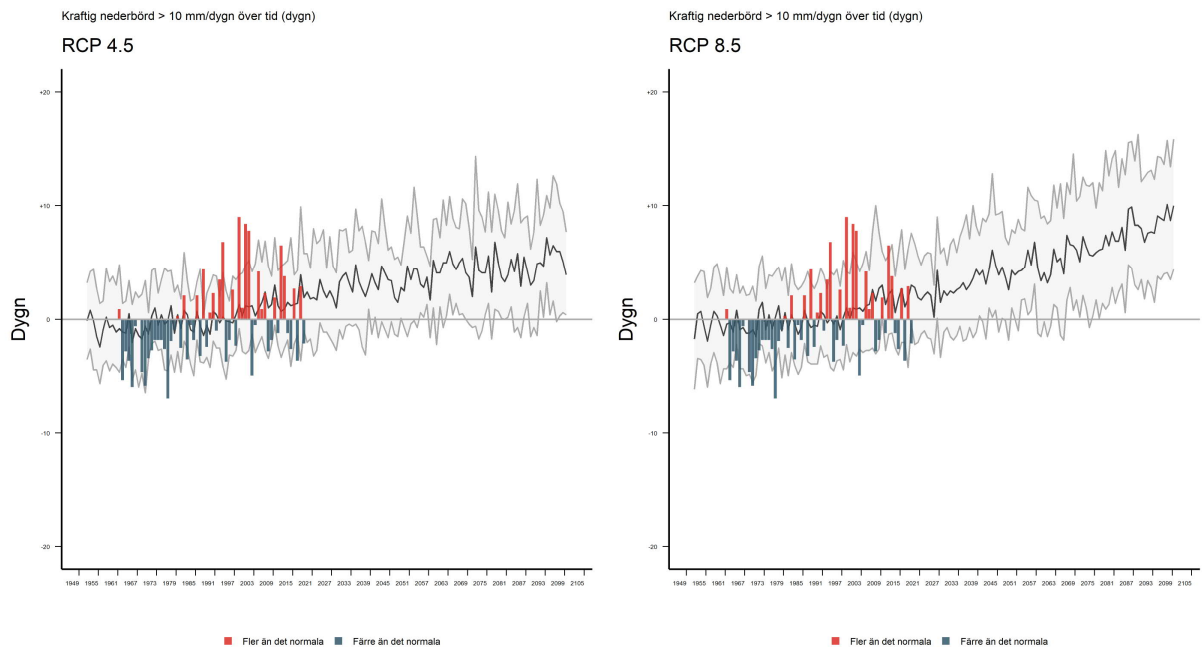 Kraftig nederbörd > 10 mm/dygn över tid (dygn)
RCP 4.5
+20
+10
0
-10
-20
Dygn
1949 1955 1961 1967 1973 1979 1985 1991 1997 2003 2009 2015 2021 2027 2033 2039 2045 2051 2057 2063 2069 2075 2081 2087 2093 2099 2105
Fler än det normala Färre än det normala
Kraftig nederbörd > 10 mm/dygn över tid (dygn)
RCP 8.5
+20
+10
0
-10
-20
Dygn
1949 1955 1961 1967 1973 1979 1985 1991 1997 2003 2009 2015 2021 2027 2033 2039 2045 2051 2057 2063 2069 2075 2081 2087 2093 2099 2105
Fler än det normala Färre än det normala